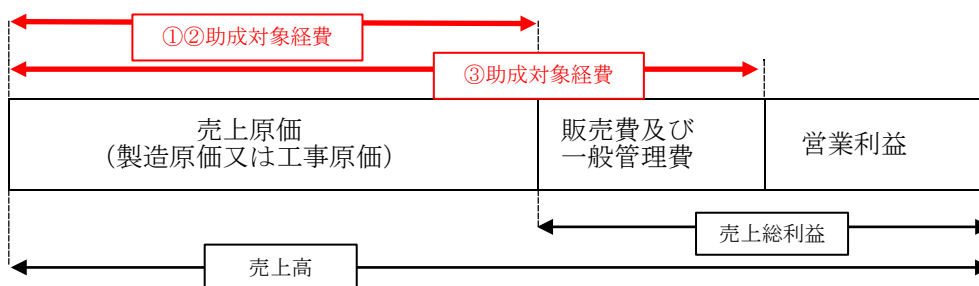 ①②助成対象経費
③助成対象経費
売上原価
(製造原価又は工事原価)
販売費及び
一般管理費
営業利益
売上総利益
売上高